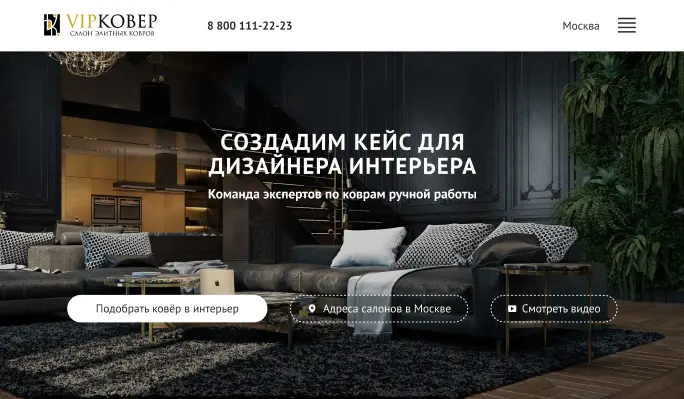 VIPКОВЕР
САЛОН ЭЛИТНЫХ КОВРОВ
8 800 111-22-23
Москва
СОЗДАДИМ КЕЙС ДЛЯ
ДИЗАЙНЕРА ИНТЕРЬЕРА
Команда экспертов по коврам ручной работы
Подобрать ковёр в интерьер
Адреса салонов в Москве
Смотреть видео